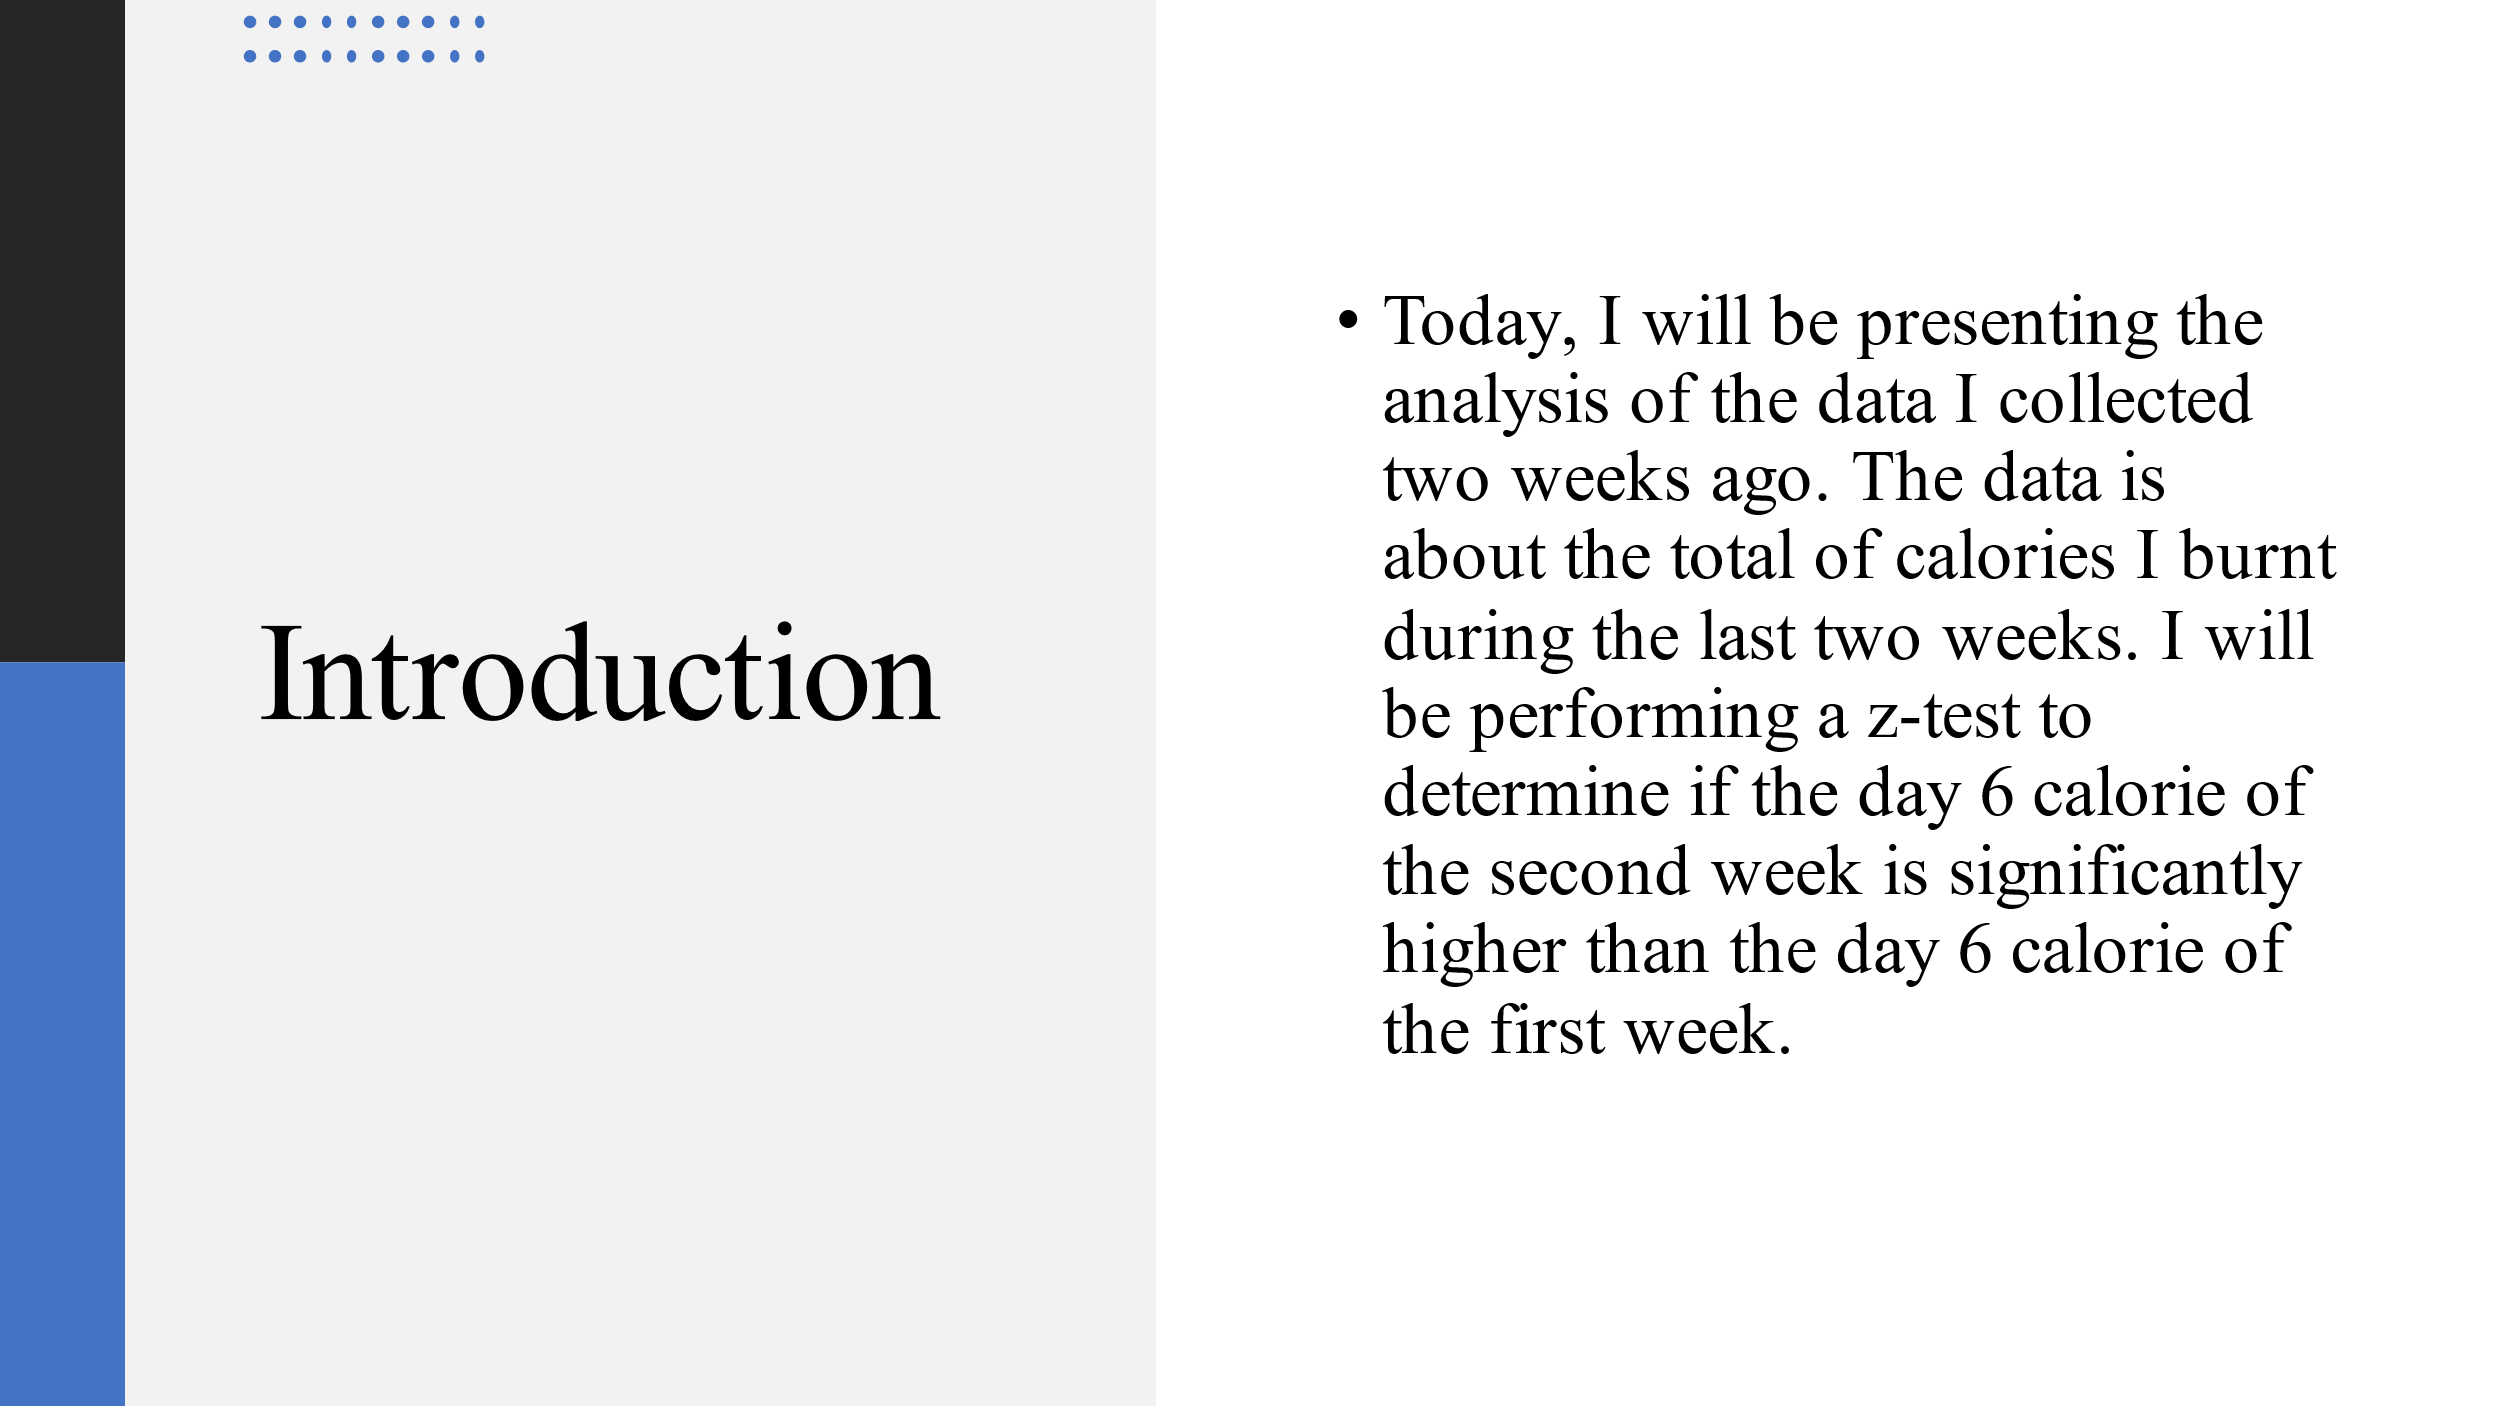 Introduction
• Today, I will be presenting the
analysis of the data I collected
two weeks ago. The data is
about the total of calories I burnt
during the last two weeks. I will
be performing a z-test to
determine if the day 6 calorie of
the second week is significantly
higher than the day 6 calorie of
the first week.